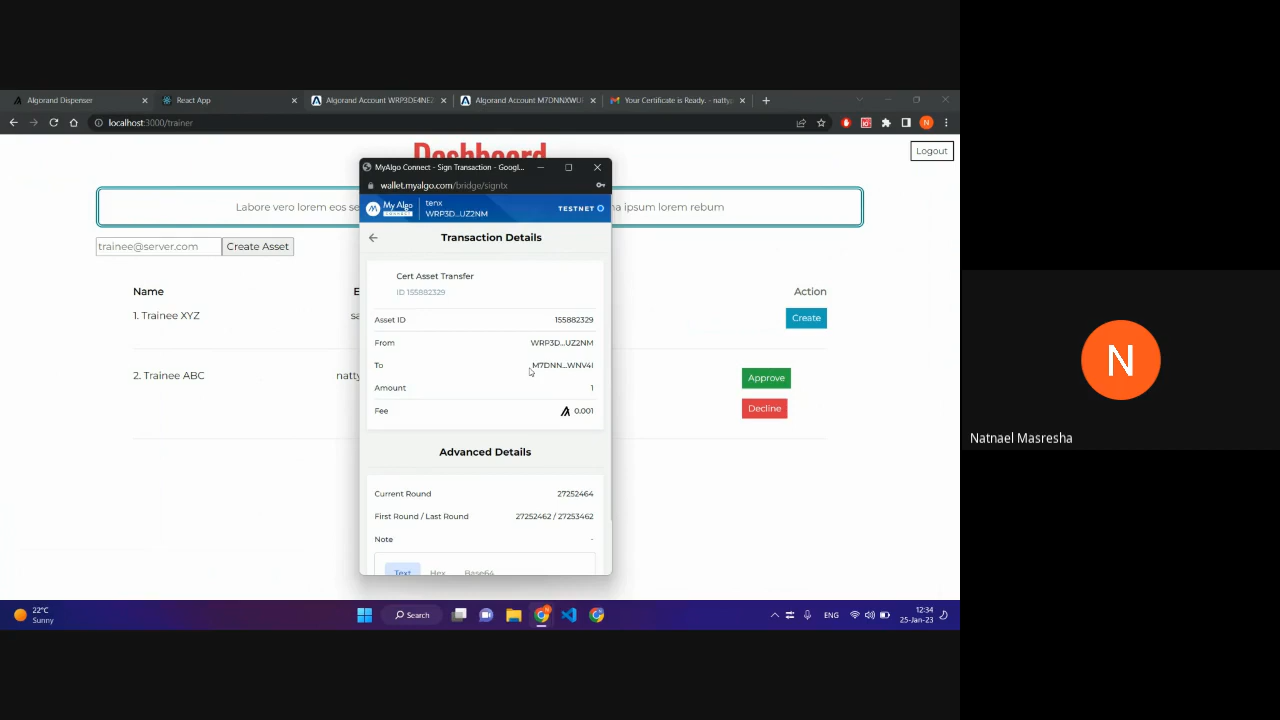 Algorand Dispenser
React App
Algorand Account WRP3DE4NE
Algorand Account M7DNNXWU
Your Certificate is Ready. - natty
localhost:3000/trainer
Dashboard
Logout
MyAlgo Connect - Sign Transaction - Googl...
wallet.myalgo.com/bridge/signtx
My Algo
CONNECT
tenx
WRP3D...UZ2NM
TESTNET
Labore vero lorem eos se
na ipsum lorem rebum
trainee@server.com
Create Asset
Transaction Details
Cert Asset Transfer
ID 155882329
Name
E
Action
1. Trainee XYZ
sa
Create
Asset ID
155882329
From
WRP3D...UZ2NM
To
M7DNN...WNV4I
2. Trainee ABC
natty
Approve
Amount
1
Decline
Fee
0.001
Advanced Details
Current Round
27252464
First Round / Last Round
27252462 / 27253462
Note
-
Text
Hex
Base64
N
Natnael Masresha
22°C
Sunny
Search
ENG
12:34
25-Jan-23